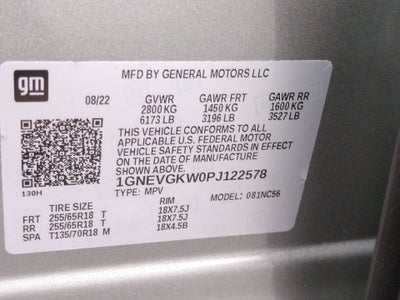 gm
MFD BY GENERAL MOTORS LLC
08/22 GVWR GAWR FRT GAWR RR
2800 KG 1450 KG 1600 KG
6173 LB 3196 LB 3527 LB
THIS VEHICLE CONFORMS TO ALL
APPLICABLE U.S. FEDERAL MOTOR
VEHICLE SAFETY STANDARDS IN EFFECT
ON THE DATE OF MANUFACTURE
SHOWN ABOVE.
1GNEVGKW0PJ122578
130H TYPE: MPV MODEL: 081NC56
TIRE SIZE RIM
FRT 255/65R18 T 18X7.5J
RR 255/65R18 T 18X7.5J
SPA T135/70R18 M 18X4.5B